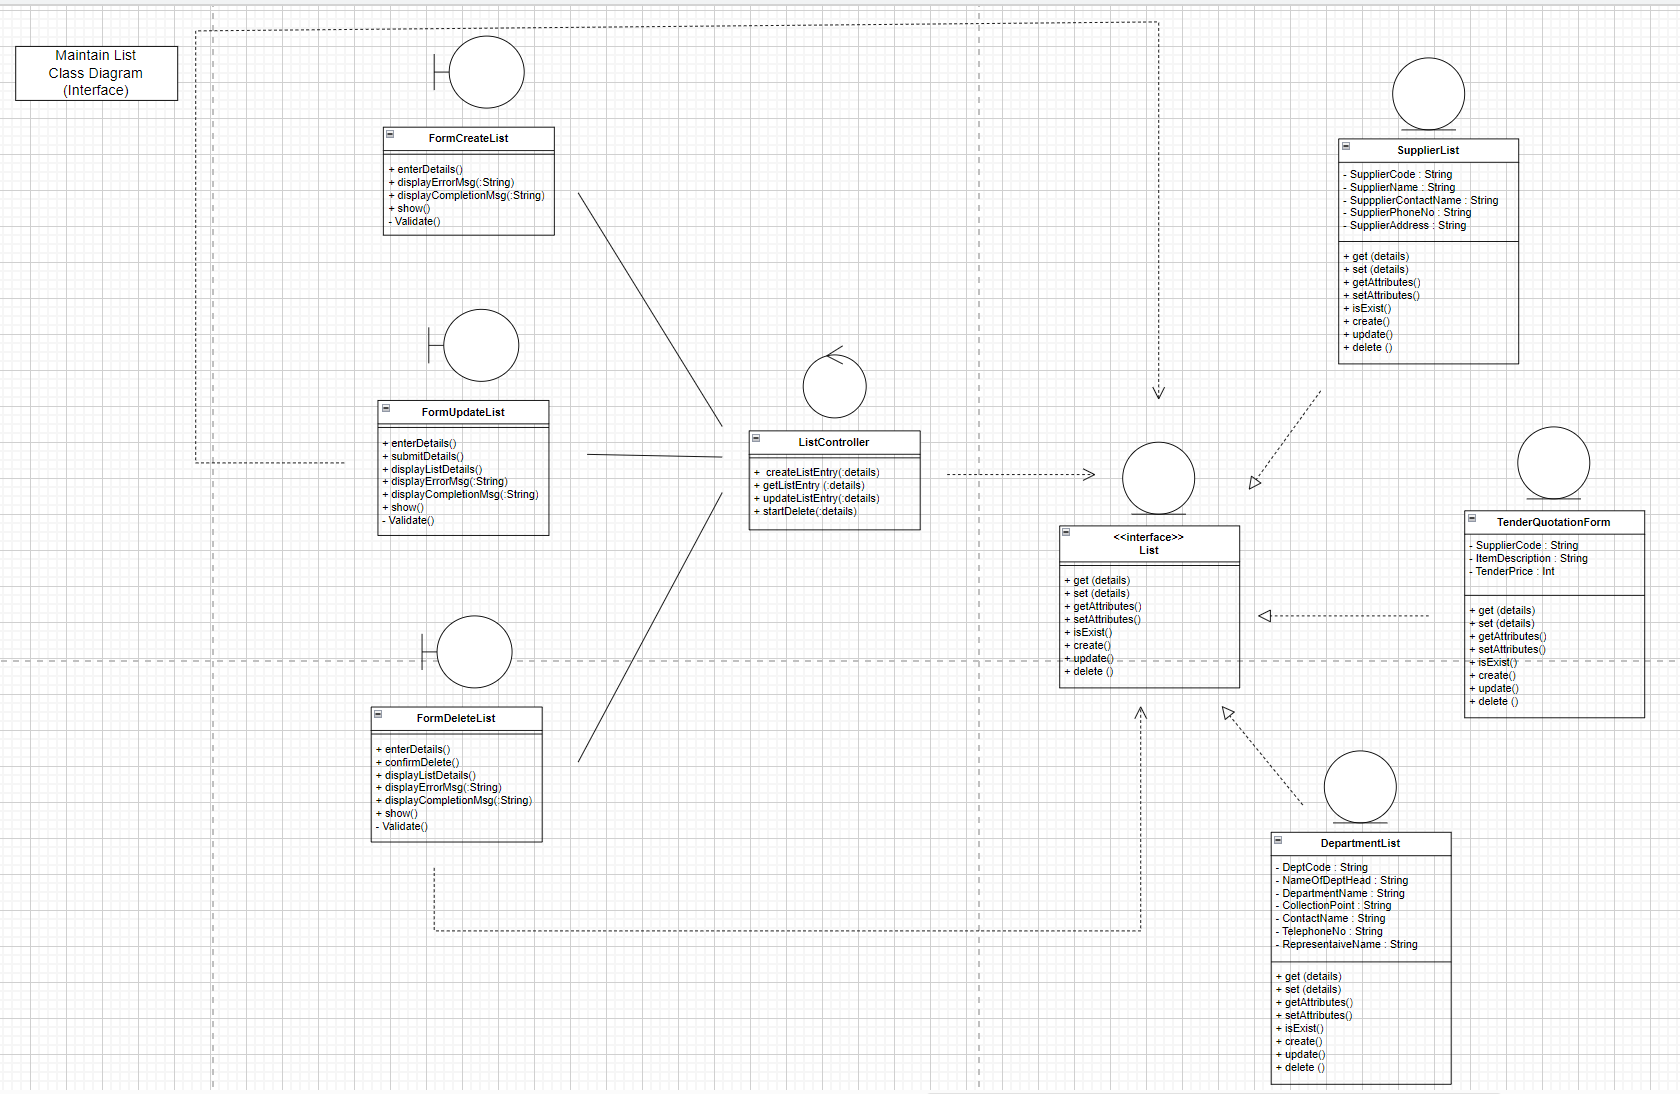 Maintain List
Class Diagram
(Interface)
FormCreateList
+ enterDetails()
+ displayErrorMsg(:String)
+ displayCompletionMsg(:String)
+ show()
- Validate()
FormUpdateList
+ enterDetails()
+ submitDetails()
+ displayListDetails()
+ displayErrorMsg(:String)
+ displayCompletionMsg(:String)
+ show()
- Validate()
FormDeleteList
+ enterDetails()
+ confirmDelete()
+ displayListDetails()
+ displayErrorMsg(:String)
+ displayCompletionMsg(:String)
+ show()
- Validate()
ListController
+ createListEntry(:details)
+ getListEntry (:details)
+ updateListEntry(:details)
+ startDelete(:details)
<<interface>>
List
+ get (details)
+ set (details)
+ getAttributes()
+ setAttributes()
+ isExist()
+ create()
+ update()
+ delete ()
SupplierList
- SupplierCode : String
- SupplierName : String
- SuppplierContactName : String
- SupplierPhoneNo : String
- SupplierAddress : String
+ get (details)
+ set (details)
+ getAttributes()
+ setAttributes()
+ isExist()
+ create()
+ update()
+ delete ()
TenderQuotationForm
- SupplierCode : String
- ItemDescription : String
- TenderPrice : Int
+ get (details)
+ set (details)
+ getAttributes()
+ setAttributes()
+ isExist()
+ create()
+ update()
+ delete ()
DepartmentList
- DeptCode : String
- NameOfDeptHead : String
- DepartmentName : String
- CollectionPoint : String
- ContactName : String
- TelephoneNo : String
- RepresentaiveName : String
+ get (details)
+ set (details)
+ getAttributes()
+ setAttributes()
+ isExist()
+ create()
+ update()
+ delete ()